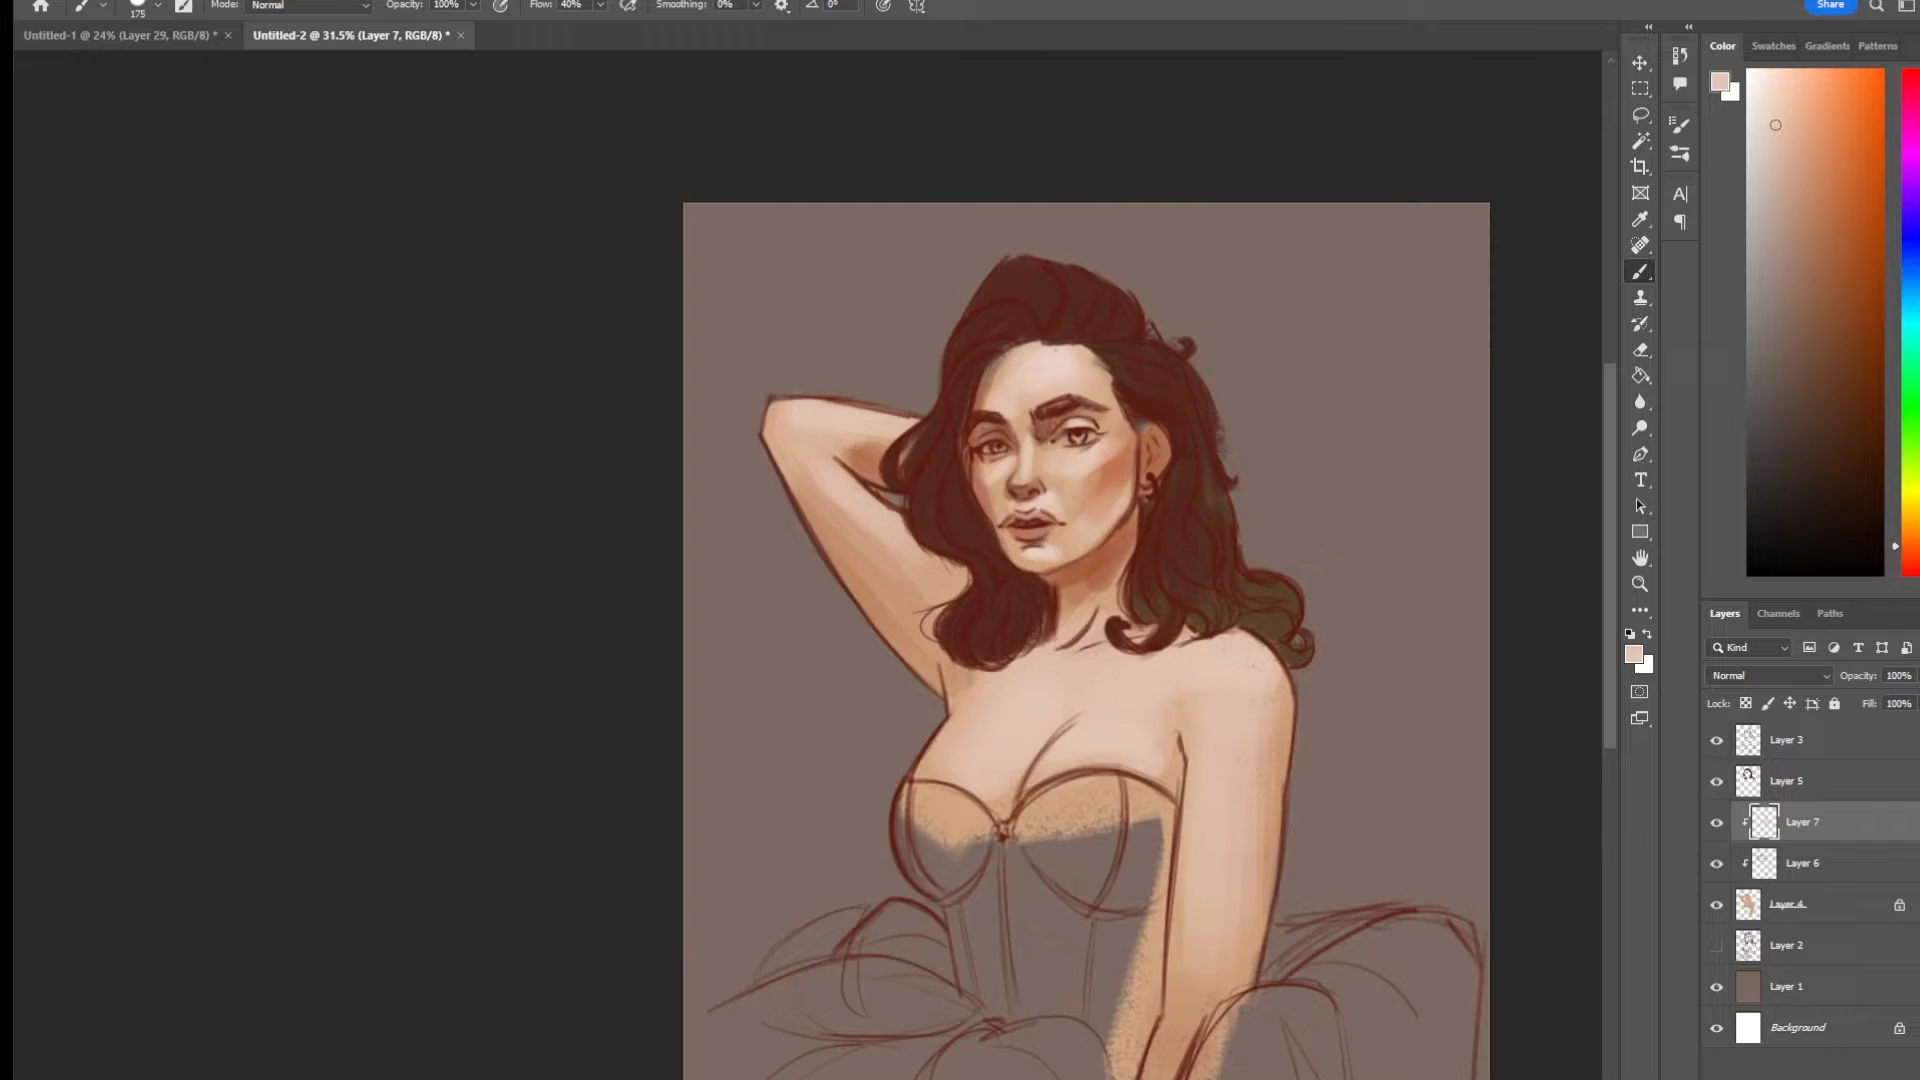 175
Mode: Normal Opacity: 100% Flow: 40% Smoothing: 0% 0° Share
Untitled-1 @ 24% (Layer 29, RGB/8) * × Untitled-2 @ 31.5% (Layer 7, RGB/8) * ×
Color Swatches Gradients Patterns
Layers Channels Paths
Kind
Normal Opacity: 100%
Lock: Fill: 100%
Layer 3
Layer 5
Layer 7
Layer 6
Layer 4
Layer 2
Layer 1
Background